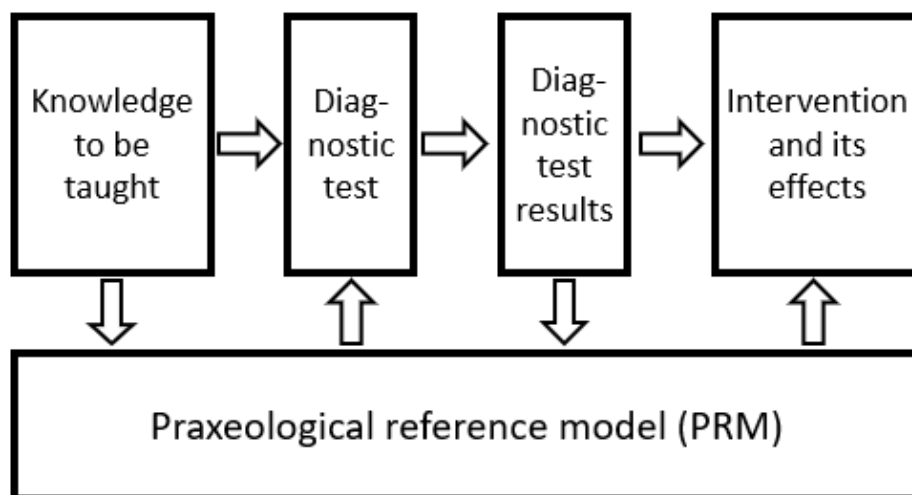 Knowledge
to be
taught
Diag-
nostic
test
Diag-
nostic
test
results
Intervention
and its
effects
Praxeological reference model (PRM)